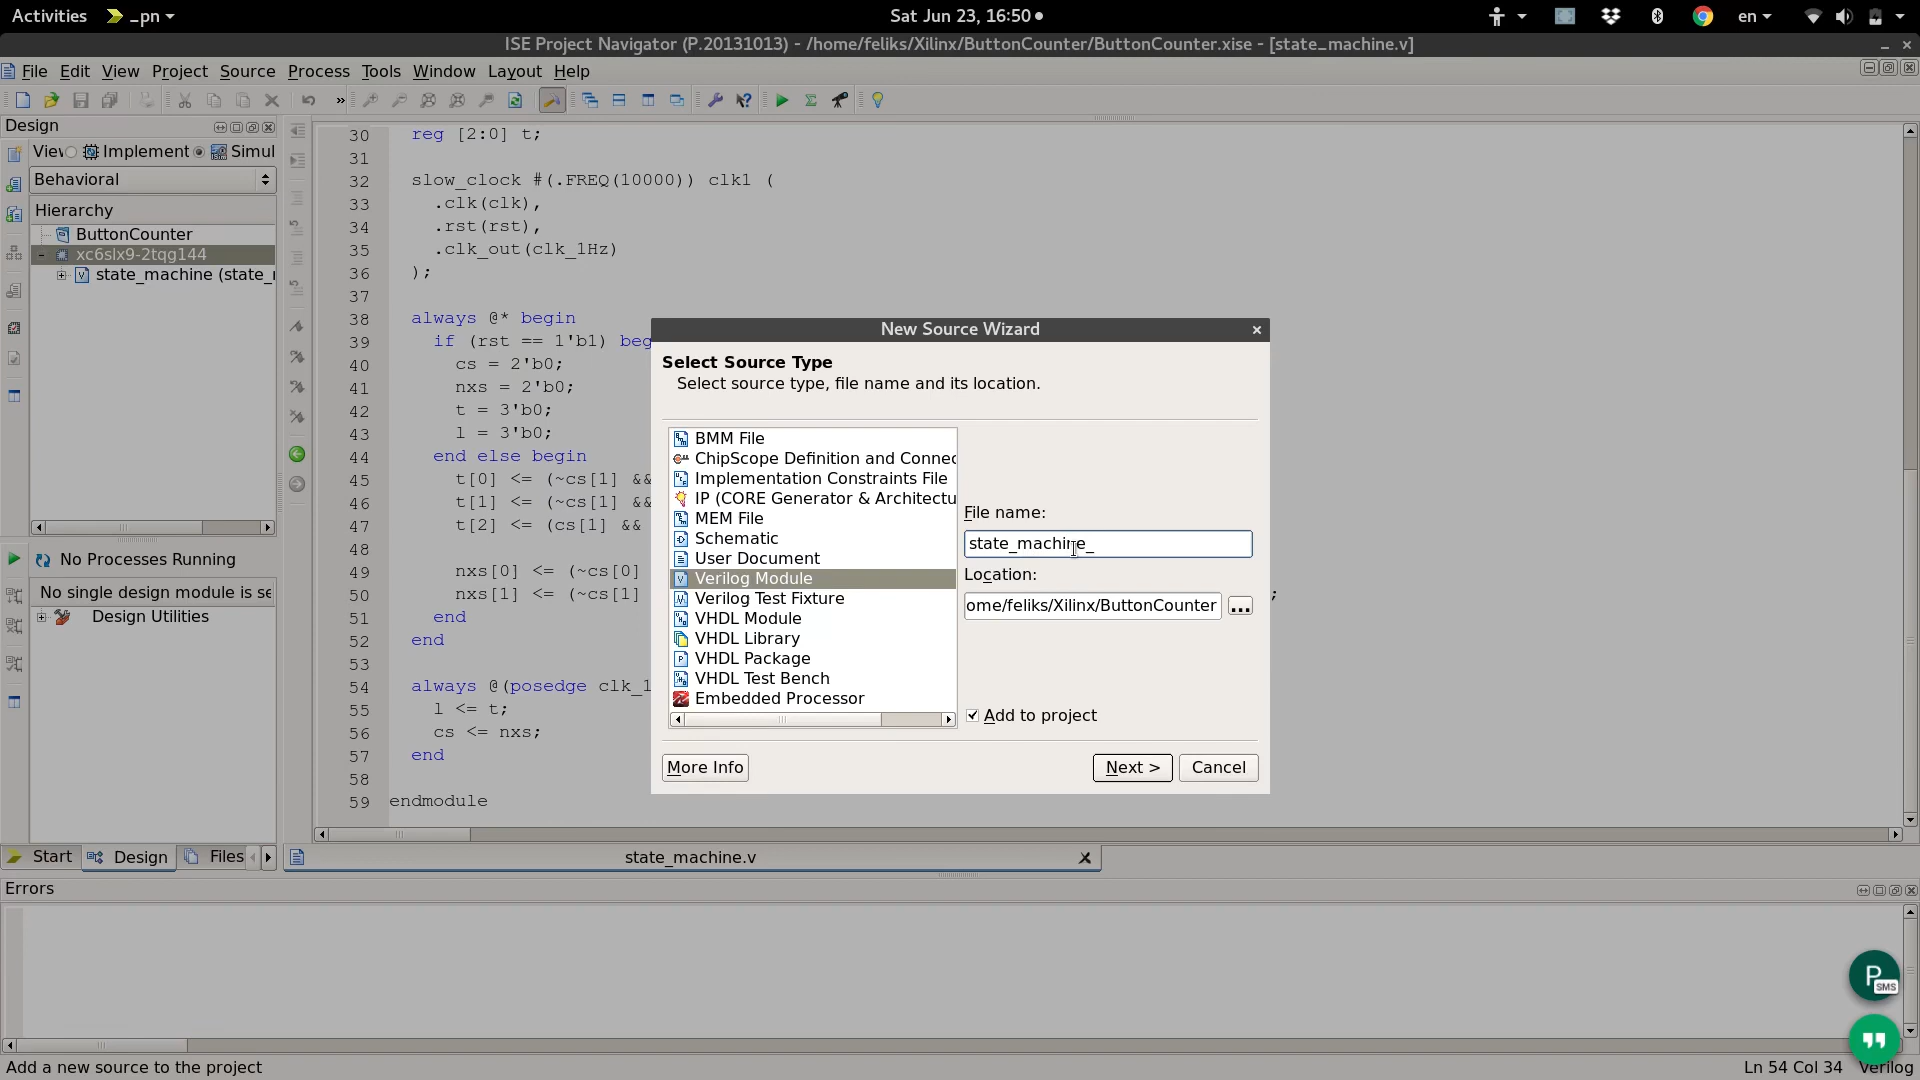 Activities _pn Sat Jun 23, 16:50 en
ISE Project Navigator (P.20131013) - /home/feliks/Xilinx/ButtonCounter/ButtonCounter.xise - [state_machine.v]
File Edit View Project Source Process Tools Window Layout Help
Design
Implement Simul
Behavioral
Hierarchy
ButtonCounter
xc6slx9-2tqg144
state_machine (state_
No Processes Running
No single design module is se
Design Utilities
30 reg [2:0] t;
31
32 slow_clock #(.FREQ(10000)) clk1 (
33 .clk(clk),
34 .rst(rst),
35 .clk_out(clk_1Hz)
36 );
37
38 always @* begin
39 if (rst == 1'b1) beg
40 cs = 2'b0;
41 nxs = 2'b0;
42 t = 3'b0;
43 l = 3'b0;
44 end else begin
45 t[0] <= (~cs[1] &&
46 t[1] <= (~cs[1] &&
47 t[2] <= (cs[1] &&
48
49 nxs[0] <= (~cs[0]
50 nxs[1] <= (~cs[1] ;
51 end
52 end
53
54 always @(posedge clk_1
55 l <= t;
56 cs <= nxs;
57 end
58
59 endmodule
New Source Wizard
Select Source Type
Select source type, file name and its location.
BMM File
ChipScope Definition and Connec
Implementation Constraints File
IP (CORE Generator & Architectu
MEM File
Schematic
User Document
Verilog Module
Verilog Test Fixture
VHDL Module
VHDL Library
VHDL Package
VHDL Test Bench
Embedded Processor
File name:
state_machine_
Location:
ome/feliks/Xilinx/ButtonCounter
...
Add to project
More Info Next > Cancel
Start Design Files
state_machine.v
Errors
P SMS
Add a new source to the project Ln 54 Col 34 Verilog